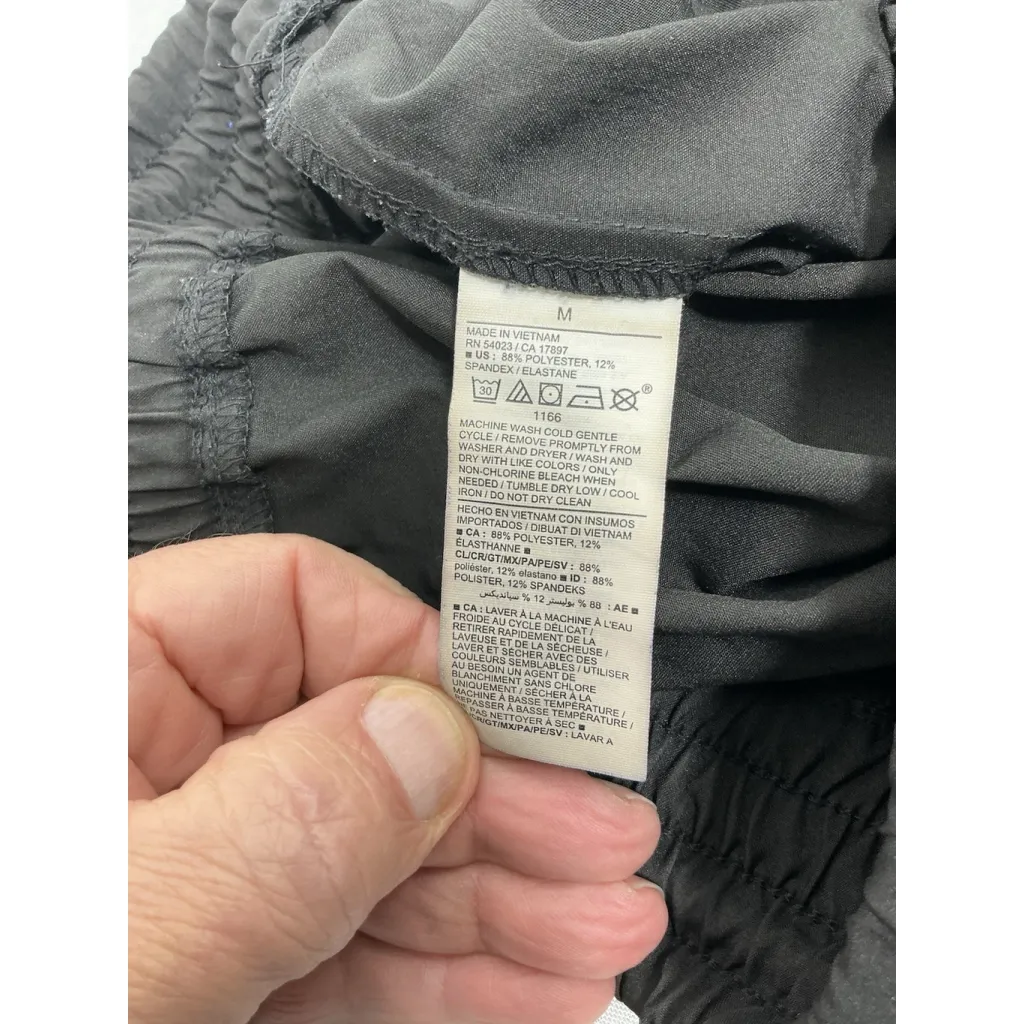 M
MADE IN VIETNAM
RN 54023 / CA 17897
■ US : 88% POLYESTER, 12%
SPANDEX / ELASTANE
30 ®
1166
MACHINE WASH COLD GENTLE
CYCLE / REMOVE PROMPTLY FROM
WASHER AND DRYER / WASH AND
DRY WITH LIKE COLORS / ONLY
NON-CHLORINE BLEACH WHEN
NEEDED / TUMBLE DRY LOW / COOL
IRON / DO NOT DRY CLEAN
HECHO EN VIETNAM CON INSUMOS
IMPORTADOS / DIBUAT DI VIETNAM
■ CA : 88% POLYESTER, 12%
ÉLASTHANNE ■
CL/CR/GT/MX/PA/PE/SV : 88%
poliéster, 12% elastano ■ ID : 88%
POLISTER, 12% SPANDEKS
■ AE : 88 % بوليستر 12 % سباندیکس
■ CA : LAVER À LA MACHINE À L'EAU
FROIDE AU CYCLE DÉLICAT /
RETIRER RAPIDEMENT DE LA
LAVEUSE ET DE LA SÉCHEUSE /
LAVER ET SÉCHER AVEC DES
COULEURS SEMBLABLES / UTILISER
AU BESOIN UN AGENT DE
BLANCHIMENT SANS CHLORE
UNIQUEMENT / SÉCHER À LA
MACHINE À BASSE TEMPÉRATURE /
REPASSER À BASSE TEMPÉRATURE /
PAS NETTOYER À SEC ■
/GT/MX/PA/PE/SV : LAVAR A